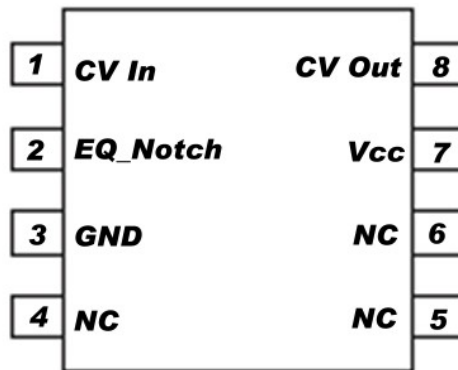 1 CV In CV Out 8
2 EQ_Notch Vcc 7
3 GND NC 6
4 NC NC 5